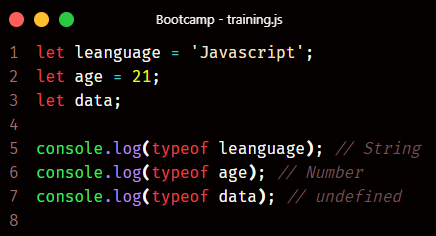 Bootcamp - training.js
1 let leanguage = 'Javascript';
2 let age = 21;
3 let data;
4
5 console.log(typeof leanguage); // String
6 console.log(typeof age); // Number
7 console.log(typeof data); // undefined
8